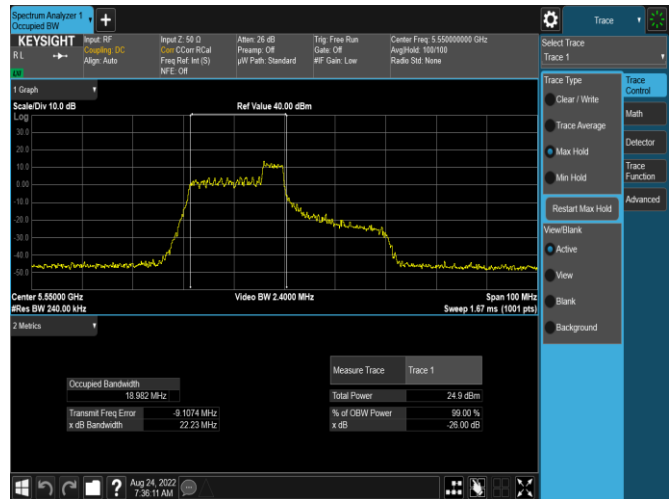 Spectrum Analyzer 1
Occupied BW
Trace
KEYSIGHT
R L
LV
Input: RF
Coupling: DC
Align: Auto
Input Z: 50 Ω
Corr CCorr RCal
Freq Ref: Int (S)
NFE: Off
Atten: 26 dB
Preamp: Off
µW Path: Standard
Trig: Free Run
Gate: Off
#IF Gain: Low
Center Freq: 5.550000000 GHz
Avg|Hold: 100/100
Radio Std: None
Select Trace
Trace 1
1 Graph
Scale/Div 10.0 dB
Ref Value 40.00 dBm
Log
30.0
20.0
10.0
0.00
-10.0
-20.0
-30.0
-40.0
-50.0
Center 5.55000 GHz
#Res BW 240.00 kHz
Video BW 2.4000 MHz
Span 100 MHz
Sweep 1.67 ms (1001 pts)
Trace Type
Clear / Write
Trace Average
Max Hold
Min Hold
Restart Max Hold
View/Blank
Active
View
Blank
Background
Trace
Control
Math
Detector
Trace
Function
Advanced
2 Metrics
Occupied Bandwidth
18.982 MHz
Transmit Freq Error -9.1074 MHz
x dB Bandwidth 22.23 MHz
Measure Trace Trace 1
Total Power 24.9 dBm
% of OBW Power 99.00 %
x dB -26.00 dB
?
Aug 24, 2022
7:36:11 AM